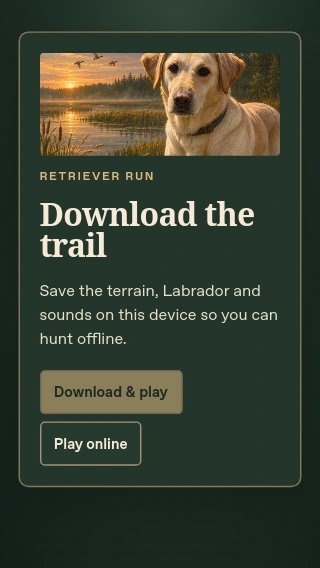 RETRIEVER RUN
Download the
trail
Save the terrain, Labrador and
sounds on this device so you can
hunt offline.
Download & play
Play online